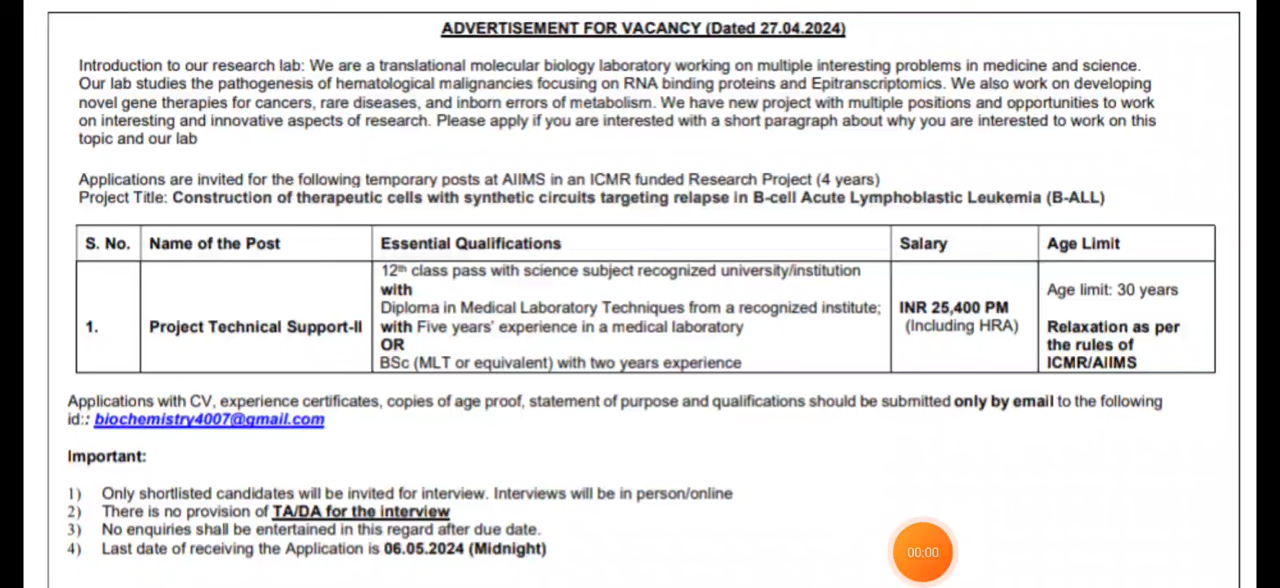 ADVERTISEMENT FOR VACANCY (Dated 27.04.2024)
Introduction to our research lab: We are a translational molecular biology laboratory working on multiple interesting problems in medicine and science.
Our lab studies the pathogenesis of hematological malignancies focusing on RNA binding proteins and Epitranscriptomics. We also work on developing
novel gene therapies for cancers, rare diseases, and inborn errors of metabolism. We have new project with multiple positions and opportunities to work
on interesting and innovative aspects of research. Please apply if you are interested with a short paragraph about why you are interested to work on this
topic and our lab
Applications are invited for the following temporary posts at AIIMS in an ICMR funded Research Project (4 years)
Project Title: Construction of therapeutic cells with synthetic circuits targeting relapse in B-cell Acute Lymphoblastic Leukemia (B-ALL)
S. No. Name of the Post Essential Qualifications Salary Age Limit
1. Project Technical Support-II
12th class pass with science subject recognized university/institution
with
Diploma in Medical Laboratory Techniques from a recognized institute;
with Five years' experience in a medical laboratory
OR
BSc (MLT or equivalent) with two years experience
INR 25,400 PM
(Including HRA)
Age limit: 30 years
Relaxation as per
the rules of
ICMR/AIIMS
Applications with CV, experience certificates, copies of age proof, statement of purpose and qualifications should be submitted only by email to the following
id:: biochemistry4007@gmail.com
Important:
1) Only shortlisted candidates will be invited for interview. Interviews will be in person/online
2) There is no provision of TA/DA for the interview
3) No enquiries shall be entertained in this regard after due date.
4) Last date of receiving the Application is 06.05.2024 (Midnight)
00:00